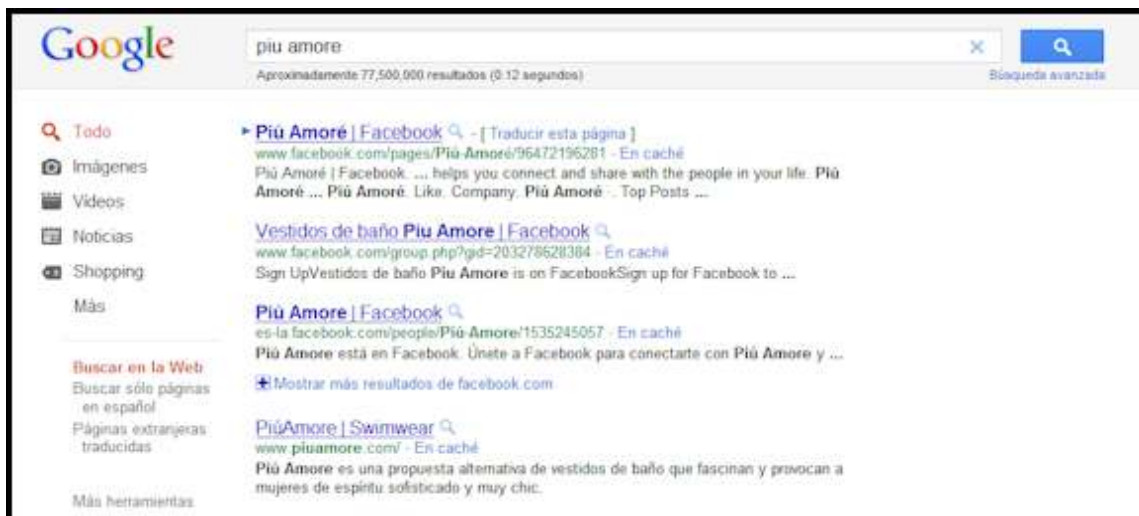 Google
piu amore
Aproximadamente 77,500,000 resultados (0.12 segundos)
Búsqueda avanzada
Todo
Imágenes
Videos
Noticias
Shopping
Más
Buscar en la Web
Buscar sólo páginas
en español
Páginas extranjeras
traducidas
Más herramientas
Piú Amoré | Facebook - [ Traducir esta página ]
www.facebook.com/pages/Piú-Amoré/96472196281 - En caché
Piú Amoré | Facebook. ... helps you connect and share with the people in your life. Piú
Amoré ... Piú Amoré. Like. Company. Piú Amoré · . Top Posts ...
Vestidos de baño Piu Amore | Facebook
www.facebook.com/group.php?gid=203278628384 - En caché
Sign UpVestidos de baño Piu Amore is on FacebookSign up for Facebook to ...
Piú Amore | Facebook
es-la.facebook.com/people/Piú-Amore/1535245057 - En caché
Piú Amore está en Facebook. Únete a Facebook para conectarte con Piú Amore y ...
Mostrar más resultados de facebook.com
PiúAmore | Swimwear
www.piuamore.com/ - En caché
Piú Amore es una propuesta alternativa de vestidos de baño que fascinan y provocan a
mujeres de espíritu sofisticado y muy chic.